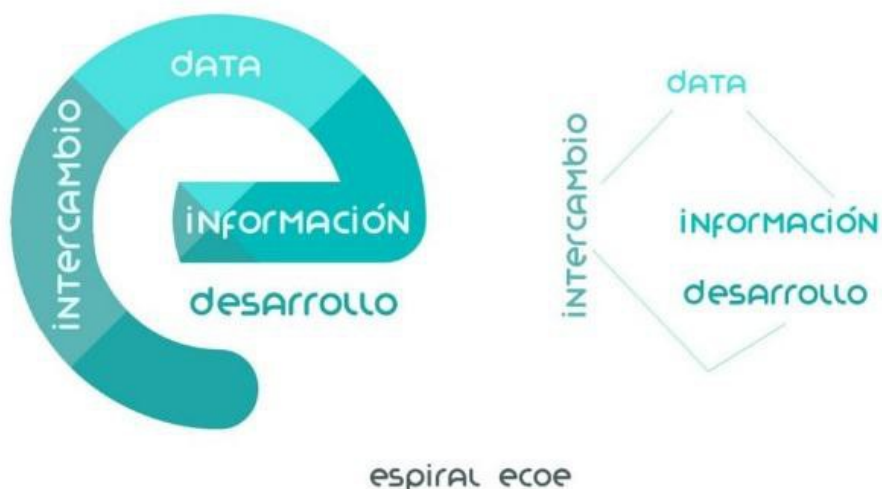 data
intercambio
información
desarrollo
data
intercambio
información
desarrollo
espiral ecoe